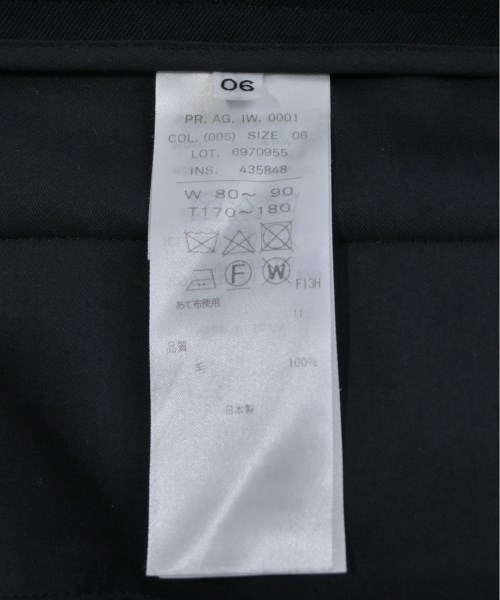 06
PR. AG. IW. 0001
COL. (005) SIZE 06
LOT. 6970955
INS. 435848
W 80〜 90
T170〜180
F W F13H
あて布使用
11
品質
毛 100%
日本製